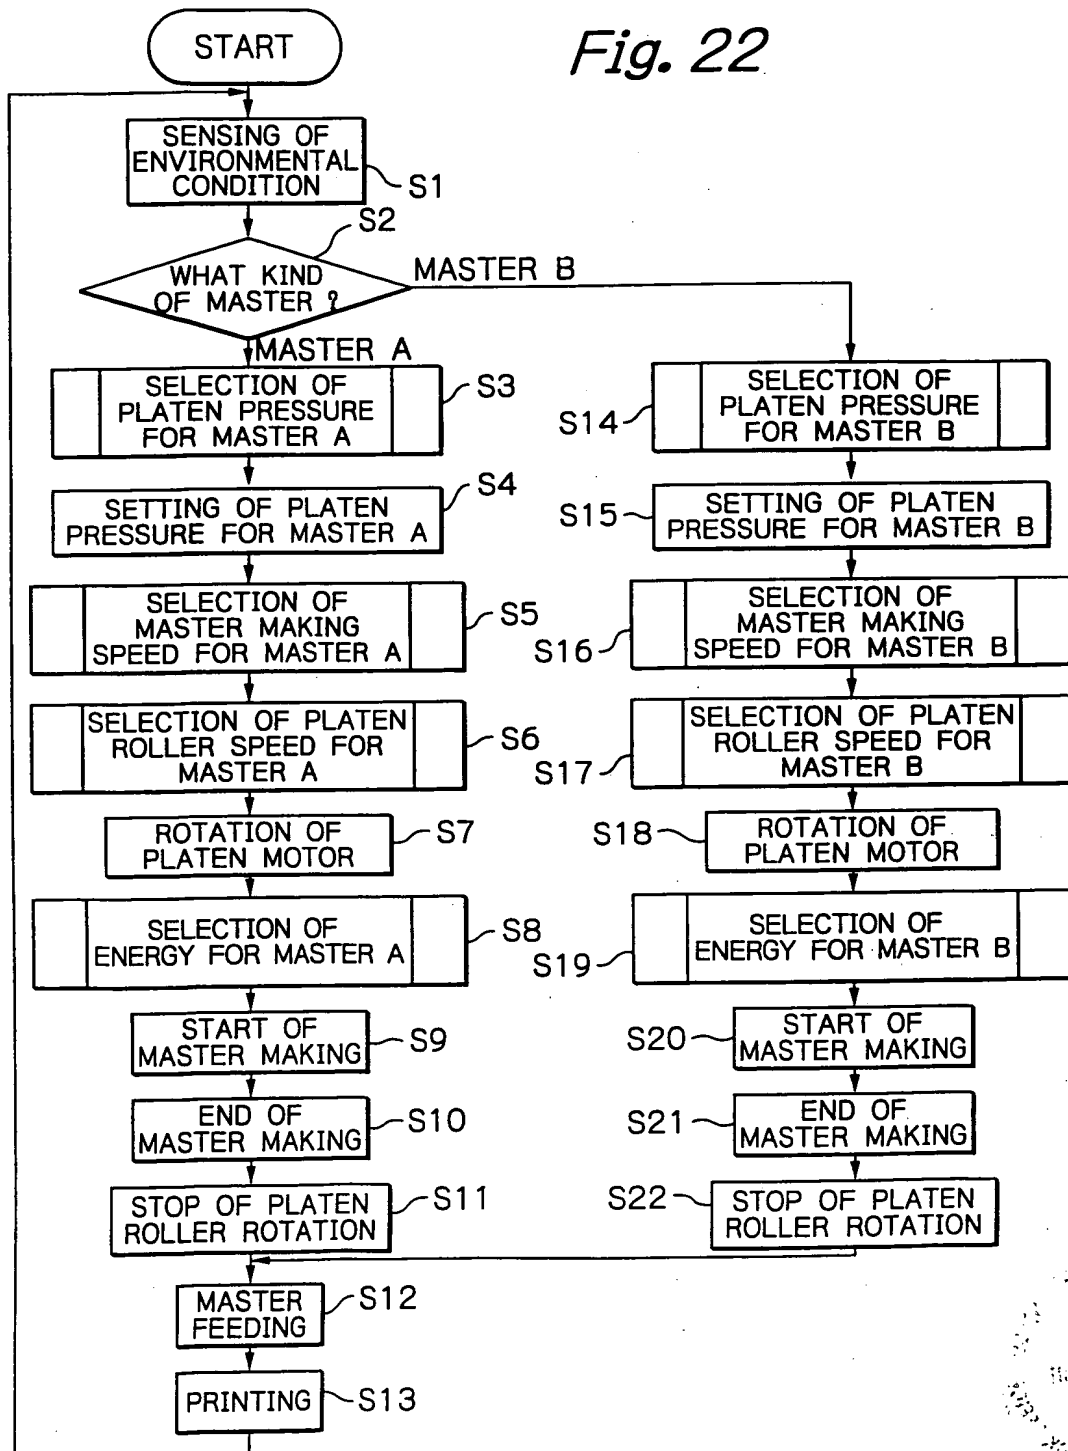 Fig. 22
START
SENSING OF
ENVIRONMENTAL
CONDITION
S1
S2
WHAT KIND
OF MASTER ?
MASTER B
MASTER A
SELECTION OF
PLATEN PRESSURE
FOR MASTER A
S3
SETTING OF PLATEN
PRESSURE FOR MASTER A
S4
SELECTION OF
MASTER MAKING
SPEED FOR MASTER A
S5
SELECTION OF PLATEN
ROLLER SPEED FOR
MASTER A
S6
ROTATION OF
PLATEN MOTOR
S7
SELECTION OF
ENERGY FOR MASTER A
S8
START OF
MASTER MAKING
S9
END OF
MASTER MAKING
S10
STOP OF PLATEN
ROLLER ROTATION
S11
MASTER
FEEDING
S12
PRINTING
S13
S14
SELECTION OF
PLATEN PRESSURE
FOR MASTER B
S15
SETTING OF PLATEN
PRESSURE FOR MASTER B
S16
SELECTION OF
MASTER MAKING
SPEED FOR MASTER B
S17
SELECTION OF PLATEN
ROLLER SPEED FOR
MASTER B
S18
ROTATION OF
PLATEN MOTOR
S19
SELECTION OF
ENERGY FOR MASTER B
S20
START OF
MASTER MAKING
S21
END OF
MASTER MAKING
S22
STOP OF PLATEN
ROLLER ROTATION